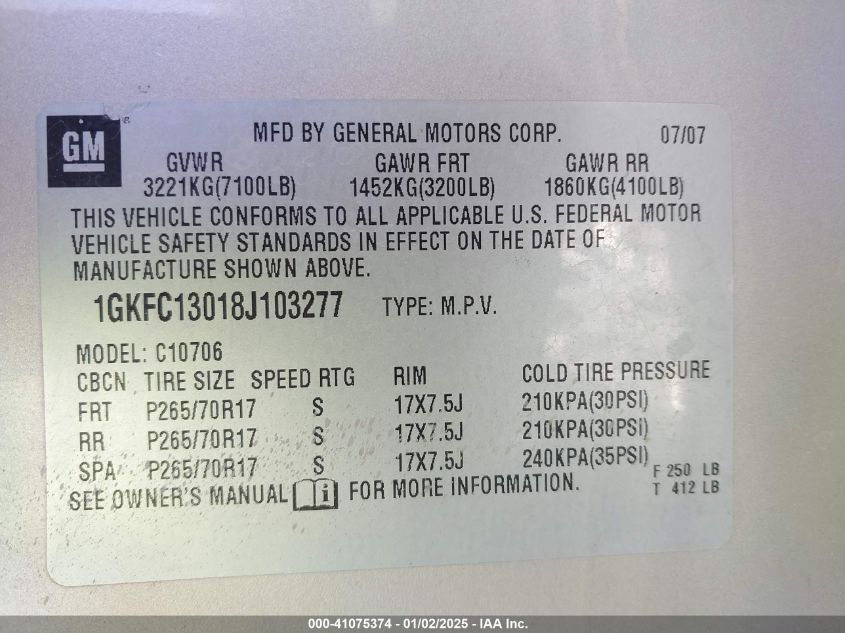 GM
MFD BY GENERAL MOTORS CORP. 07/07
GVWR GAWR FRT GAWR RR
3221KG(7100LB) 1452KG(3200LB) 1860KG(4100LB)
THIS VEHICLE CONFORMS TO ALL APPLICABLE U.S. FEDERAL MOTOR
VEHICLE SAFETY STANDARDS IN EFFECT ON THE DATE OF
MANUFACTURE SHOWN ABOVE.
1GKFC13018J103277 TYPE: M.P.V.
MODEL: C10706
CBCN TIRE SIZE SPEED RTG RIM COLD TIRE PRESSURE
FRT P265/70R17 S 17X7.5J 210KPA(30PSI)
RR P265/70R17 S 17X7.5J 210KPA(30PSI)
SPA P265/70R17 S 17X7.5J 240KPA(35PSI)
F 250 LB
SEE OWNER'S MANUAL i FOR MORE INFORMATION.
T 412 LB
000-41075374 - 01/02/2025 - IAA Inc.